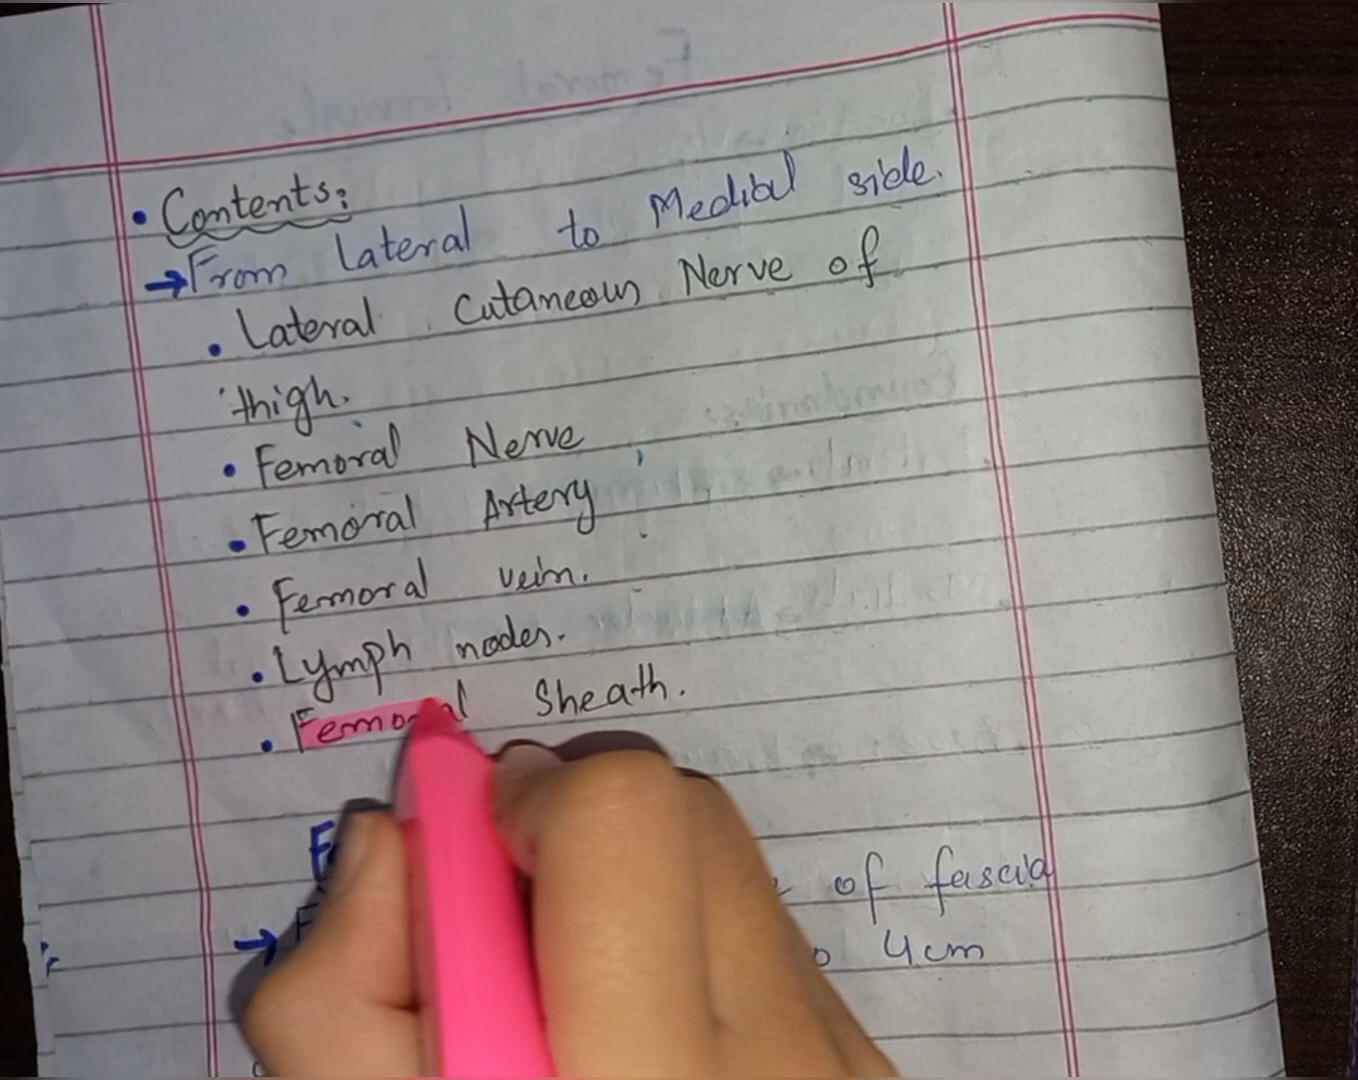 • Contents:
→ From Lateral to Medial side.
• Lateral Cutaneous Nerve of
thigh.
• Femoral Nerve
• Femoral Artery
• Femoral vein.
• Lymph nodes.
• Femoral Sheath.
of fascia
→ 4cm